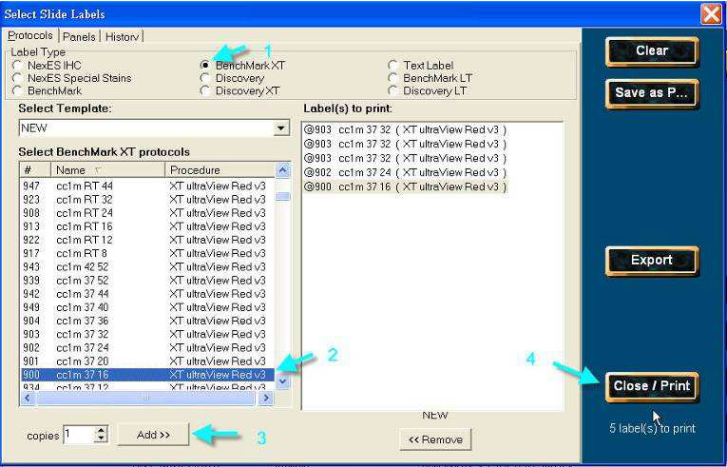 Select Slide Labels
Protocols | Panels | History
Label Type
NexES IHC
BenchMark XT
Text Label
NexES Special Stains
Discovery
BenchMark LT
BenchMark
Discovery XT
Discovery LT
1
Select Template:
NEW
Select BenchMark XT protocols
# Name Procedure
947 cc1m RT 44 XT ultraView Red v3
923 cc1m RT 32 XT ultraView Red v3
908 cc1m RT 24 XT ultraView Red v3
913 cc1m RT 16 XT ultraView Red v3
922 cc1m RT 12 XT ultraView Red v3
917 cc1m RT 8 XT ultraView Red v3
943 cc1m 42 52 XT ultraView Red v3
939 cc1m 37 52 XT ultraView Red v3
942 cc1m 37 44 XT ultraView Red v3
949 cc1m 37 40 XT ultraView Red v3
904 cc1m 37 36 XT ultraView Red v3
903 cc1m 37 32 XT ultraView Red v3
902 cc1m 37 24 XT ultraView Red v3
901 cc1m 37 20 XT ultraView Red v3
900 cc1m 37 16 XT ultraView Red v3
934 cc1m 37 12 XT ultraView Red v3
2
copies 1
Add >>
3
Label(s) to print:
@903 cc1m 37 32 ( XT ultraView Red v3 )
@903 cc1m 37 32 ( XT ultraView Red v3 )
@903 cc1m 37 32 ( XT ultraView Red v3 )
@902 cc1m 37 24 ( XT ultraView Red v3 )
@900 cc1m 37 16 ( XT ultraView Red v3 )
NEW
<< Remove
Clear
Save as P...
Export
4
Close / Print
5 label(s) to print